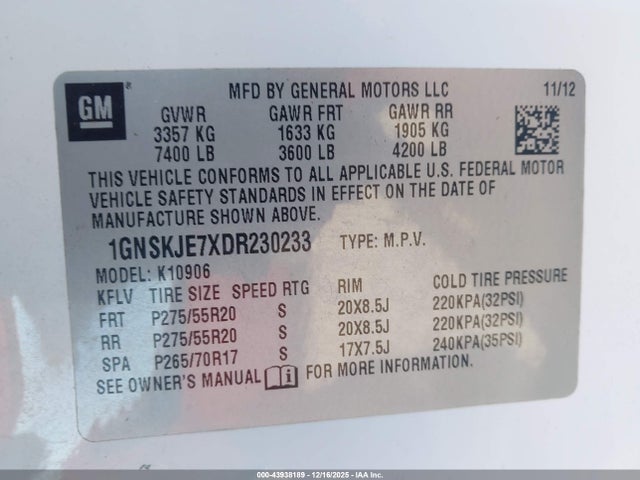 GM ®
MFD BY GENERAL MOTORS LLC 11/12
GVWR GAWR FRT GAWR RR
3357 KG 1633 KG 1905 KG
7400 LB 3600 LB 4200 LB
THIS VEHICLE CONFORMS TO ALL APPLICABLE U.S. FEDERAL MOTOR
VEHICLE SAFETY STANDARDS IN EFFECT ON THE DATE OF
MANUFACTURE SHOWN ABOVE.
1GNSKJE7XDR230233 TYPE: M.P.V.
MODEL: K10906
KFLV TIRE SIZE SPEED RTG RIM COLD TIRE PRESSURE
FRT P275/55R20 S 20X8.5J 220KPA(32PSI)
RR P275/55R20 S 20X8.5J 220KPA(32PSI)
SPA P265/70R17 S 17X7.5J 240KPA(35PSI)
SEE OWNER'S MANUAL FOR MORE INFORMATION.
000-43938189 - 12/16/2025 - IAA Inc.